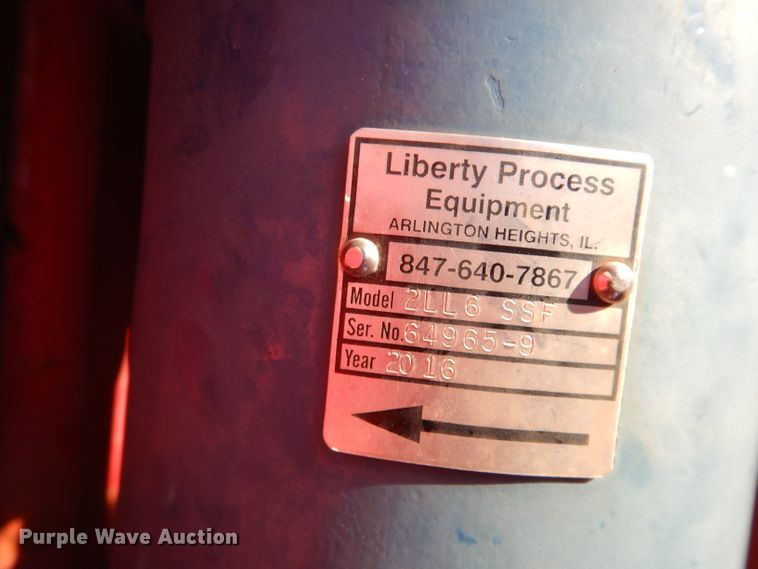 Liberty Process
Equipment
ARLINGTON HEIGHTS, IL.
847-640-7867
Model 2LL6 SSF
Ser. No. 64965-9
Year 2016
Purple Wave Auction